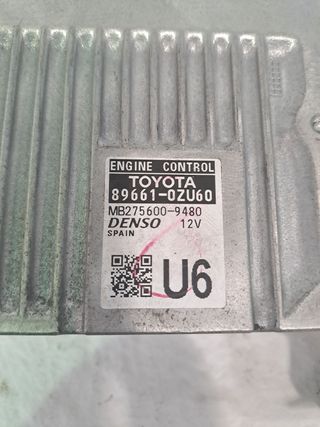 ENGINE CONTROL
TOYOTA
89661-0ZU60
MB275600-9480
DENSO 12V
SPAIN
U6